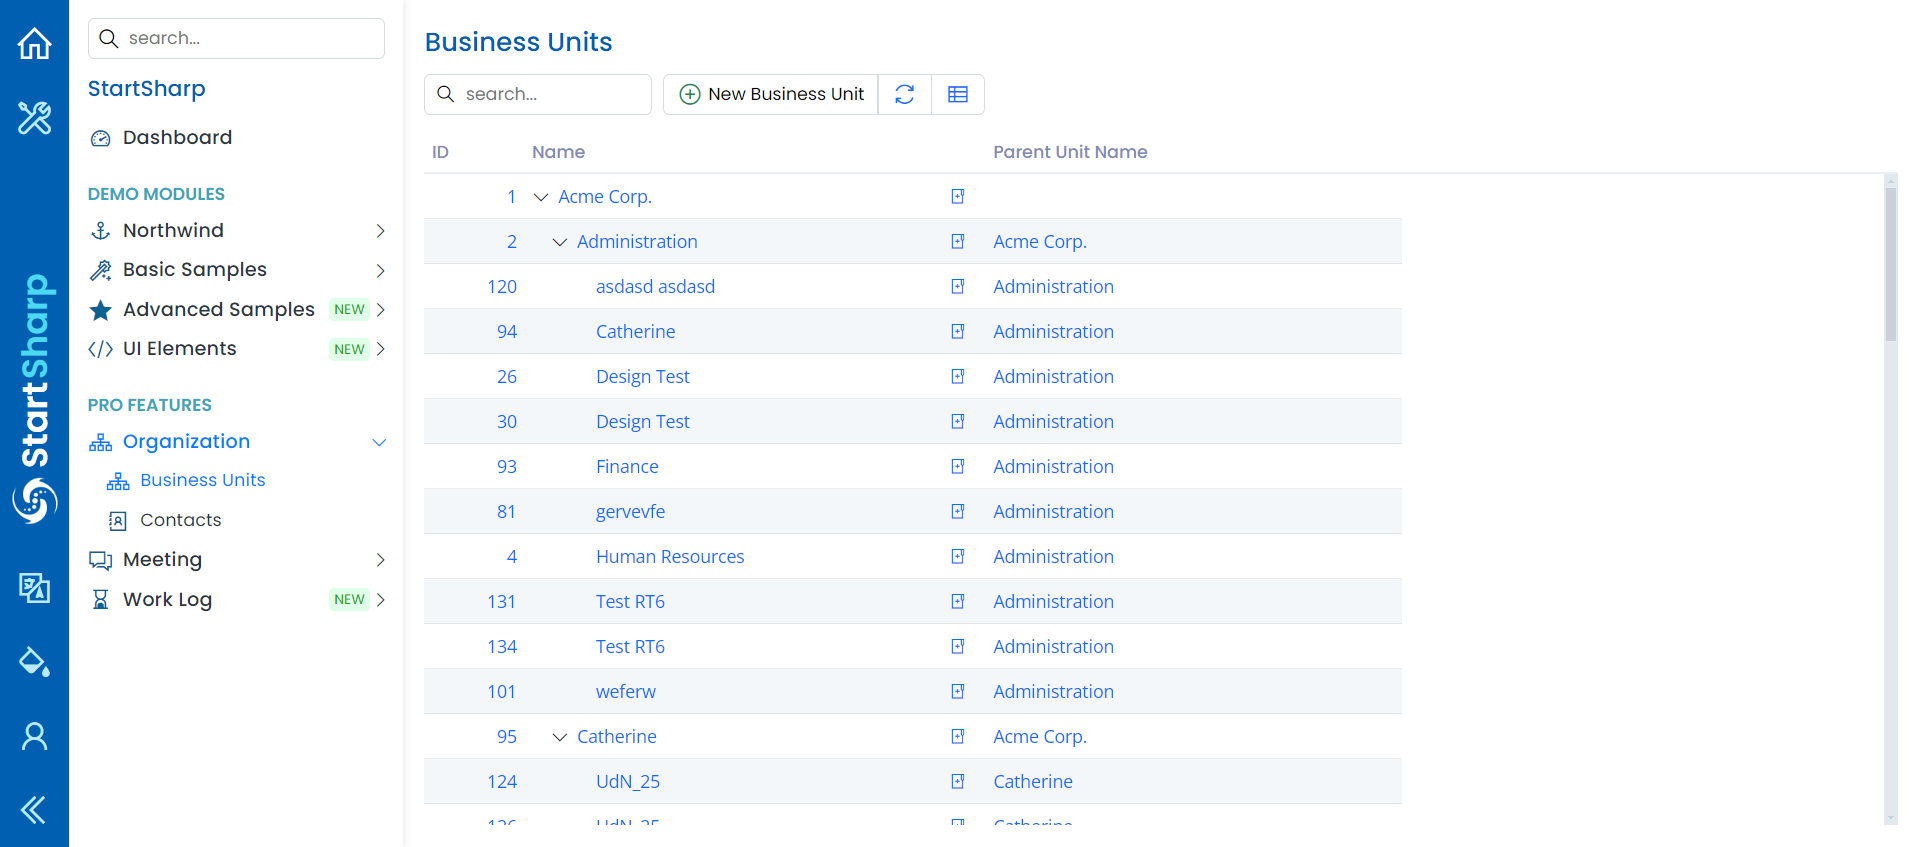 search...
StartSharp
Dashboard
DEMO MODULES
Northwind
Basic Samples
Advanced Samples NEW
UI Elements NEW
PRO FEATURES
Organization
Business Units
Contacts
Meeting
Work Log NEW
StartSharp
Business Units
search... New Business Unit
ID Name Parent Unit Name
1 Acme Corp.
2 Administration Acme Corp.
120 asdasd asdasd Administration
94 Catherine Administration
26 Design Test Administration
30 Design Test Administration
93 Finance Administration
81 gervevfe Administration
4 Human Resources Administration
131 Test RT6 Administration
134 Test RT6 Administration
101 weferw Administration
95 Catherine Acme Corp.
124 UdN_25 Catherine
UdN_25 Catherine